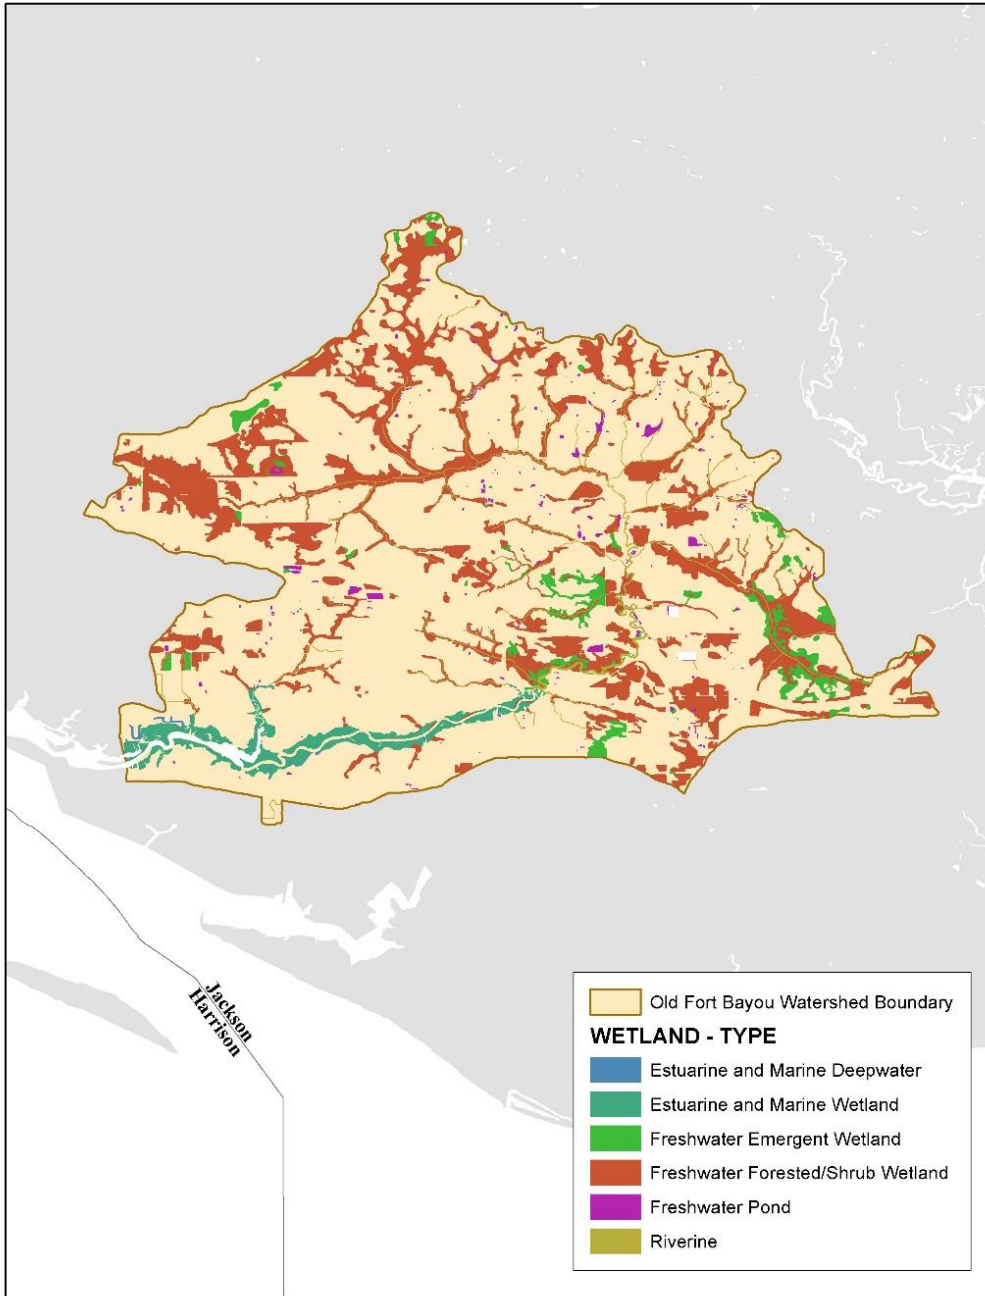 Jackson
Harrison
Old Fort Bayou Watershed Boundary
WETLAND - TYPE
Estuarine and Marine Deepwater
Estuarine and Marine Wetland
Freshwater Emergent Wetland
Freshwater Forested/Shrub Wetland
Freshwater Pond
Riverine